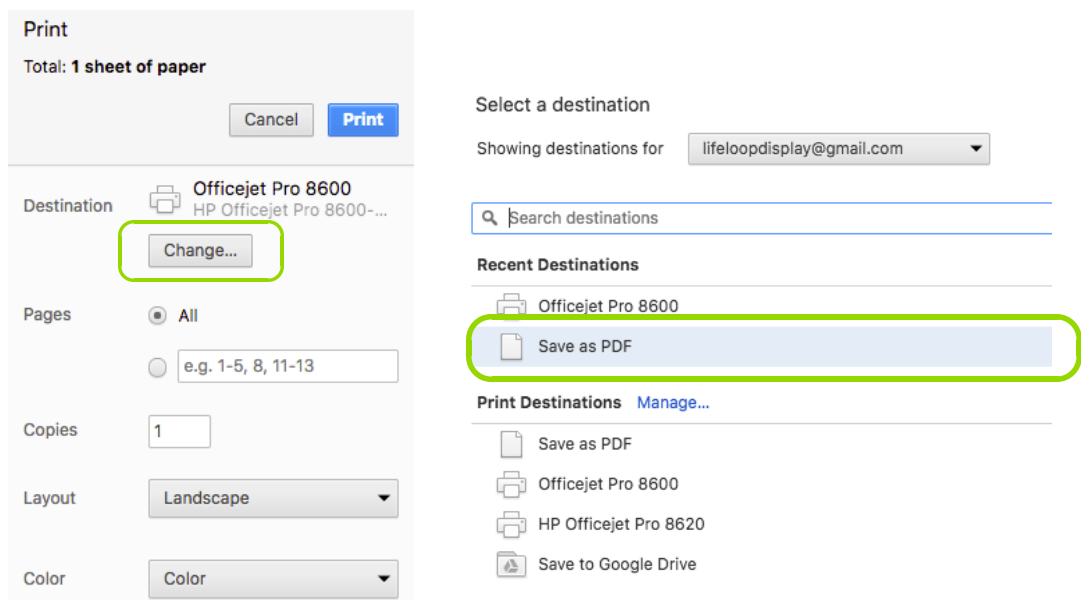 Print
Total: 1 sheet of paper
Cancel Print
Destination Officejet Pro 8600
HP Officejet Pro 8600-...
Change...
Pages All
e.g. 1-5, 8, 11-13
Copies 1
Layout Landscape
Color Color
Select a destination
Showing destinations for lifeloopdisplay@gmail.com
Search destinations
Recent Destinations
Officejet Pro 8600
Save as PDF
Print Destinations Manage...
Save as PDF
Officejet Pro 8600
HP Officejet Pro 8620
Save to Google Drive